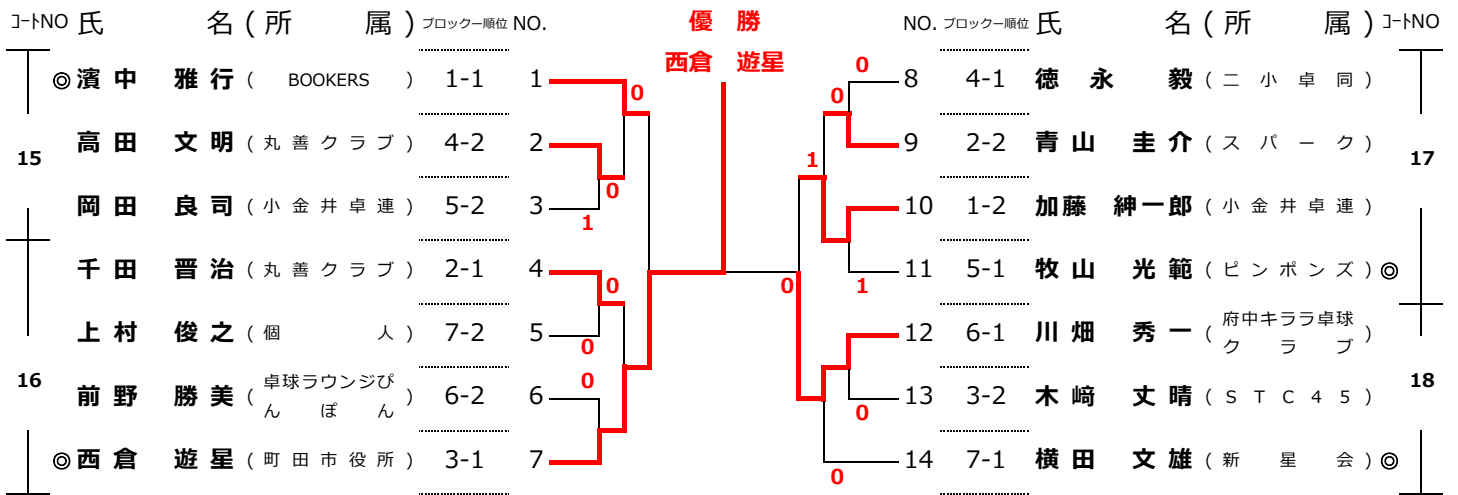 ｺｰﾄNO 氏 名 ( 所 属 ) ブロック－順位 NO. 優 勝 NO. ブロック－順位 氏 名 ( 所 属 ) ｺｰﾄNO
西倉 遊星
◎ 濱中 雅行 ( BOOKERS ) 1-1 1 0 0 0 8 4-1 徳永 毅 ( 二小卓同 )
15 高田 文明 ( 丸善クラブ ) 4-2 2 0 1 9 2-2 青山 圭介 ( スパーク ) 17
岡田 良司 ( 小金井卓連 ) 5-2 3 1 10 1-2 加藤 紳一郎 ( 小金井卓連 )
千田 晋治 ( 丸善クラブ ) 2-1 4 0 0 1 11 5-1 牧山 光範 ( ピンポンズ ) ◎
上村 俊之 ( 個人 ) 7-2 5 0 12 6-1 川畑 秀一 ( 府中キララ卓球
クラブ )
16 前野 勝美 ( 卓球ラウンジぴ
んぽん ) 6-2 6 0 0 13 3-2 木﨑 丈晴 ( STC45 ) 18
◎ 西倉 遊星 ( 町田市役所 ) 3-1 7 0 14 7-1 横田 文雄 ( 新星会 ) ◎